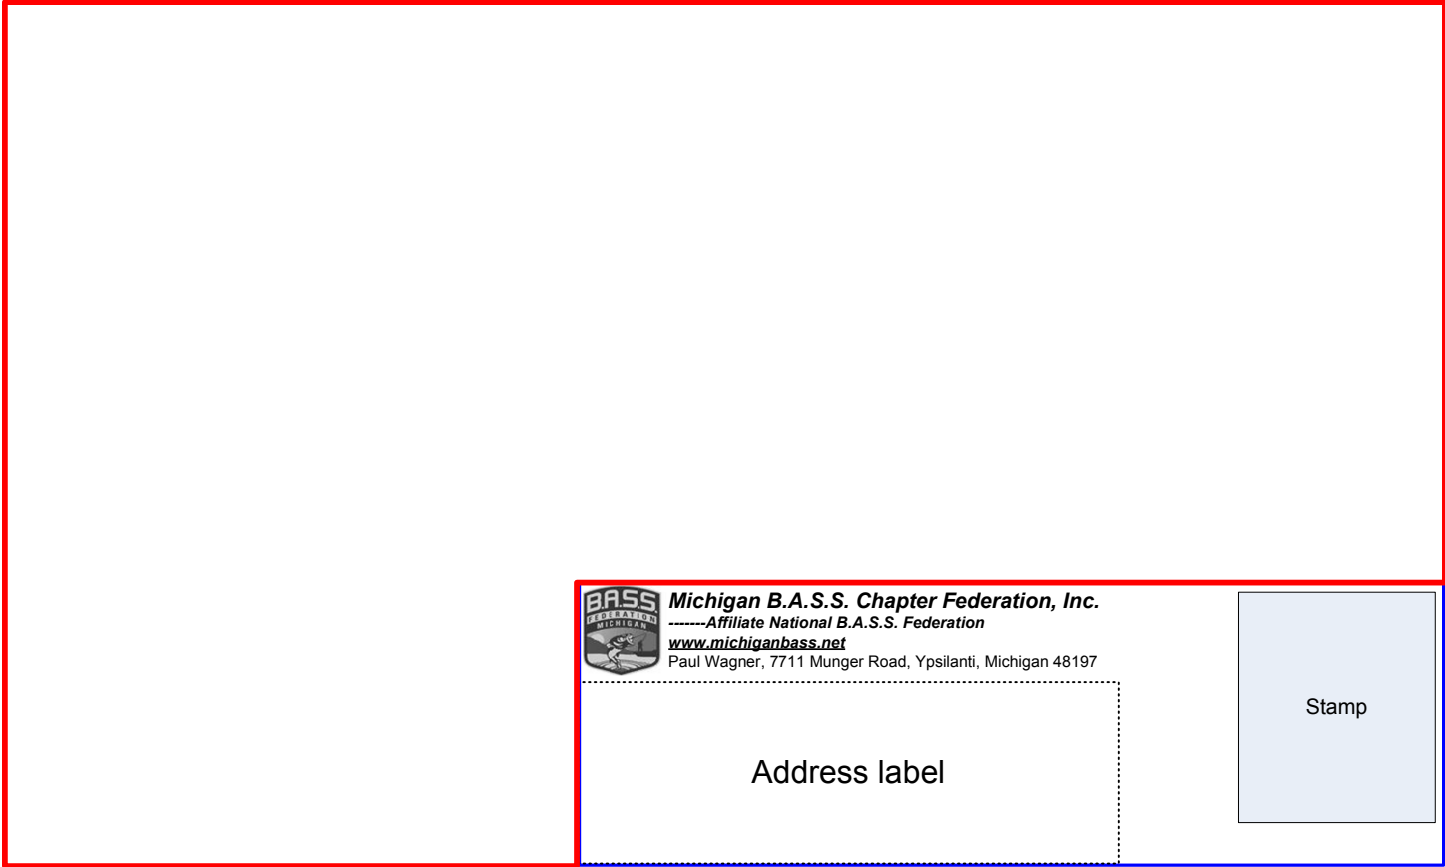 B.A.S.S.
FEDERATION
MICHIGAN
Michigan B.A.S.S. Chapter Federation, Inc.
-------Affiliate National B.A.S.S. Federation
www.michiganbass.net
Paul Wagner, 7711 Munger Road, Ypsilanti, Michigan 48197
Stamp
Address label